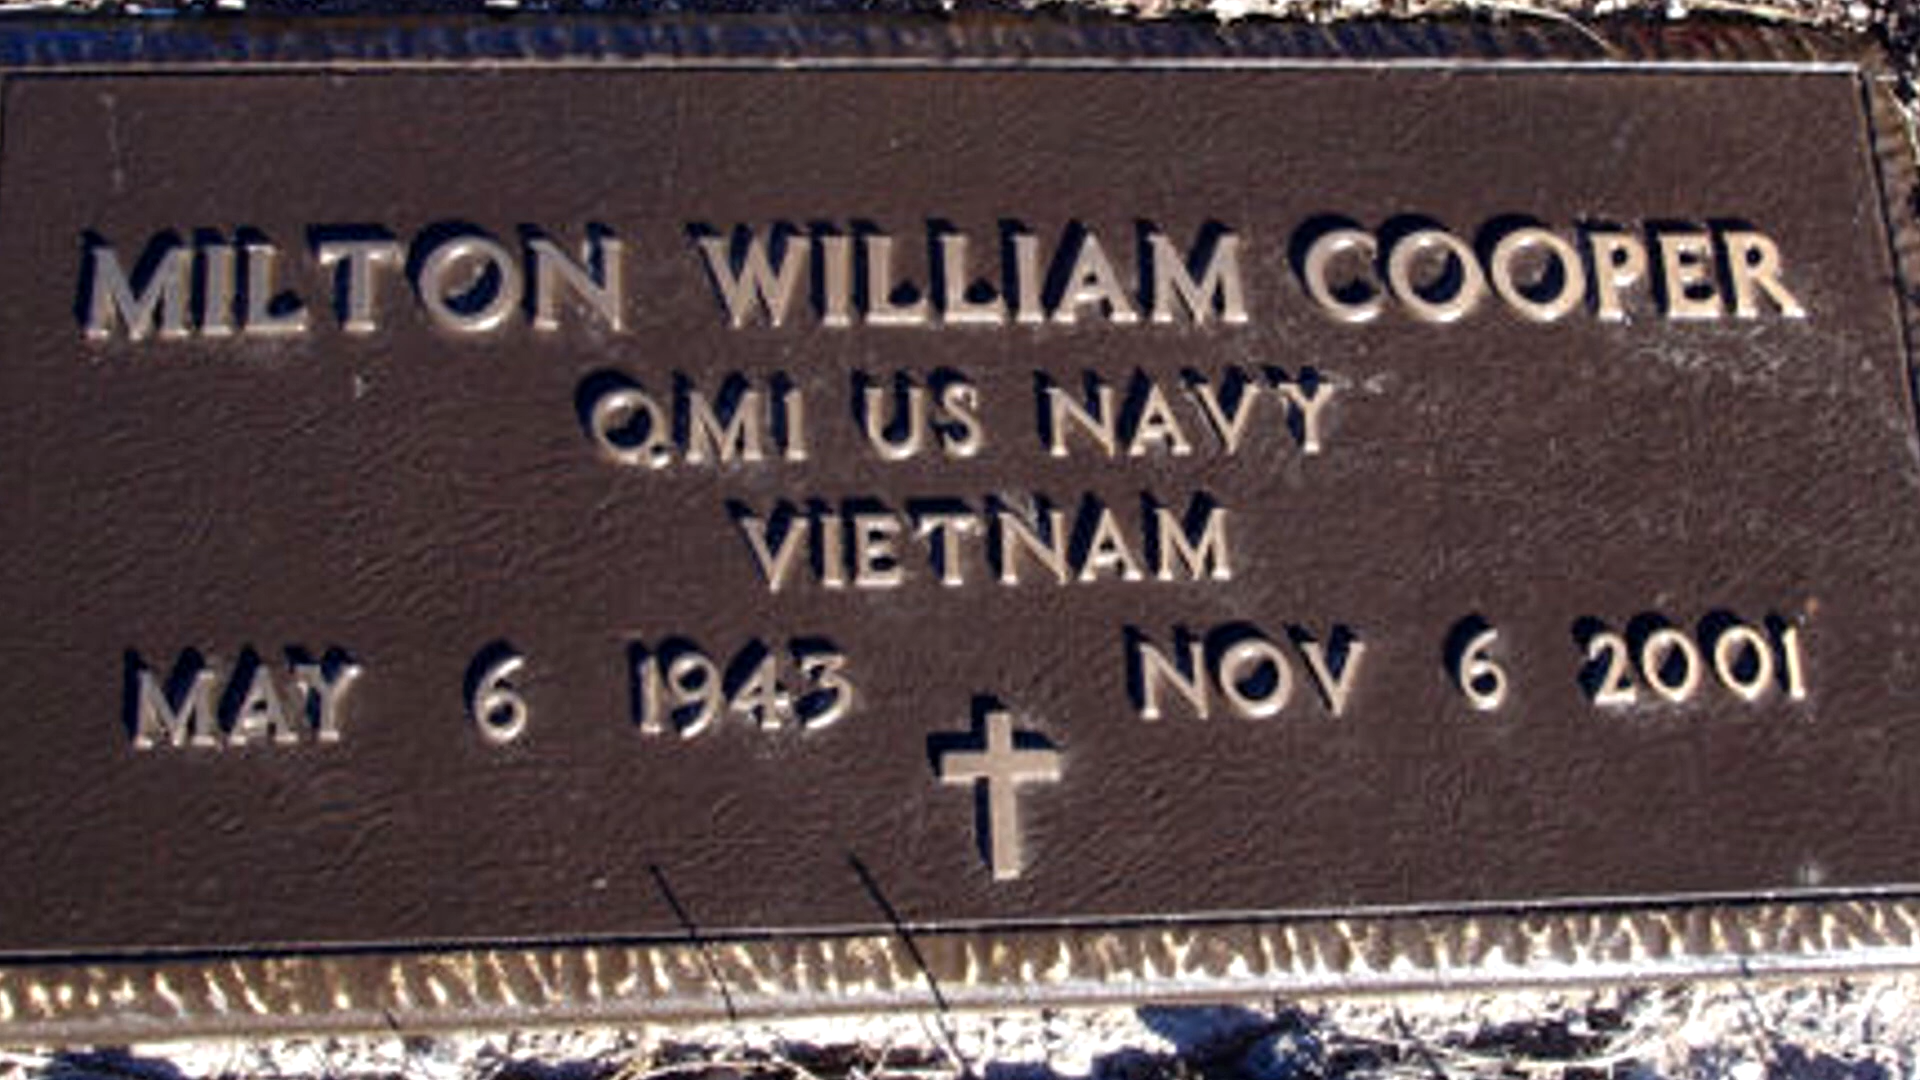 MILTON WILLIAM COOPER
QM1 US NAVY
VIETNAM
MAY 6 1943 NOV 6 2001